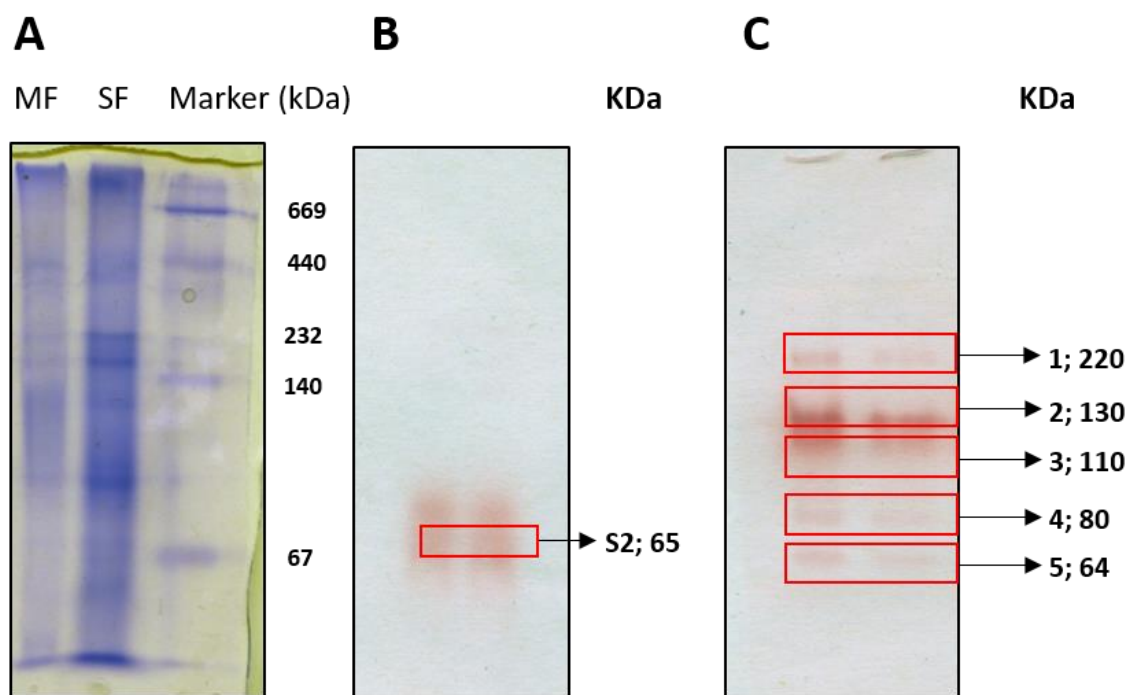 A
B
C
MF SF Marker (kDa)
KDa
KDa
669
440
232
140
67
S2; 65
1; 220
2; 130
3; 110
4; 80
5; 64